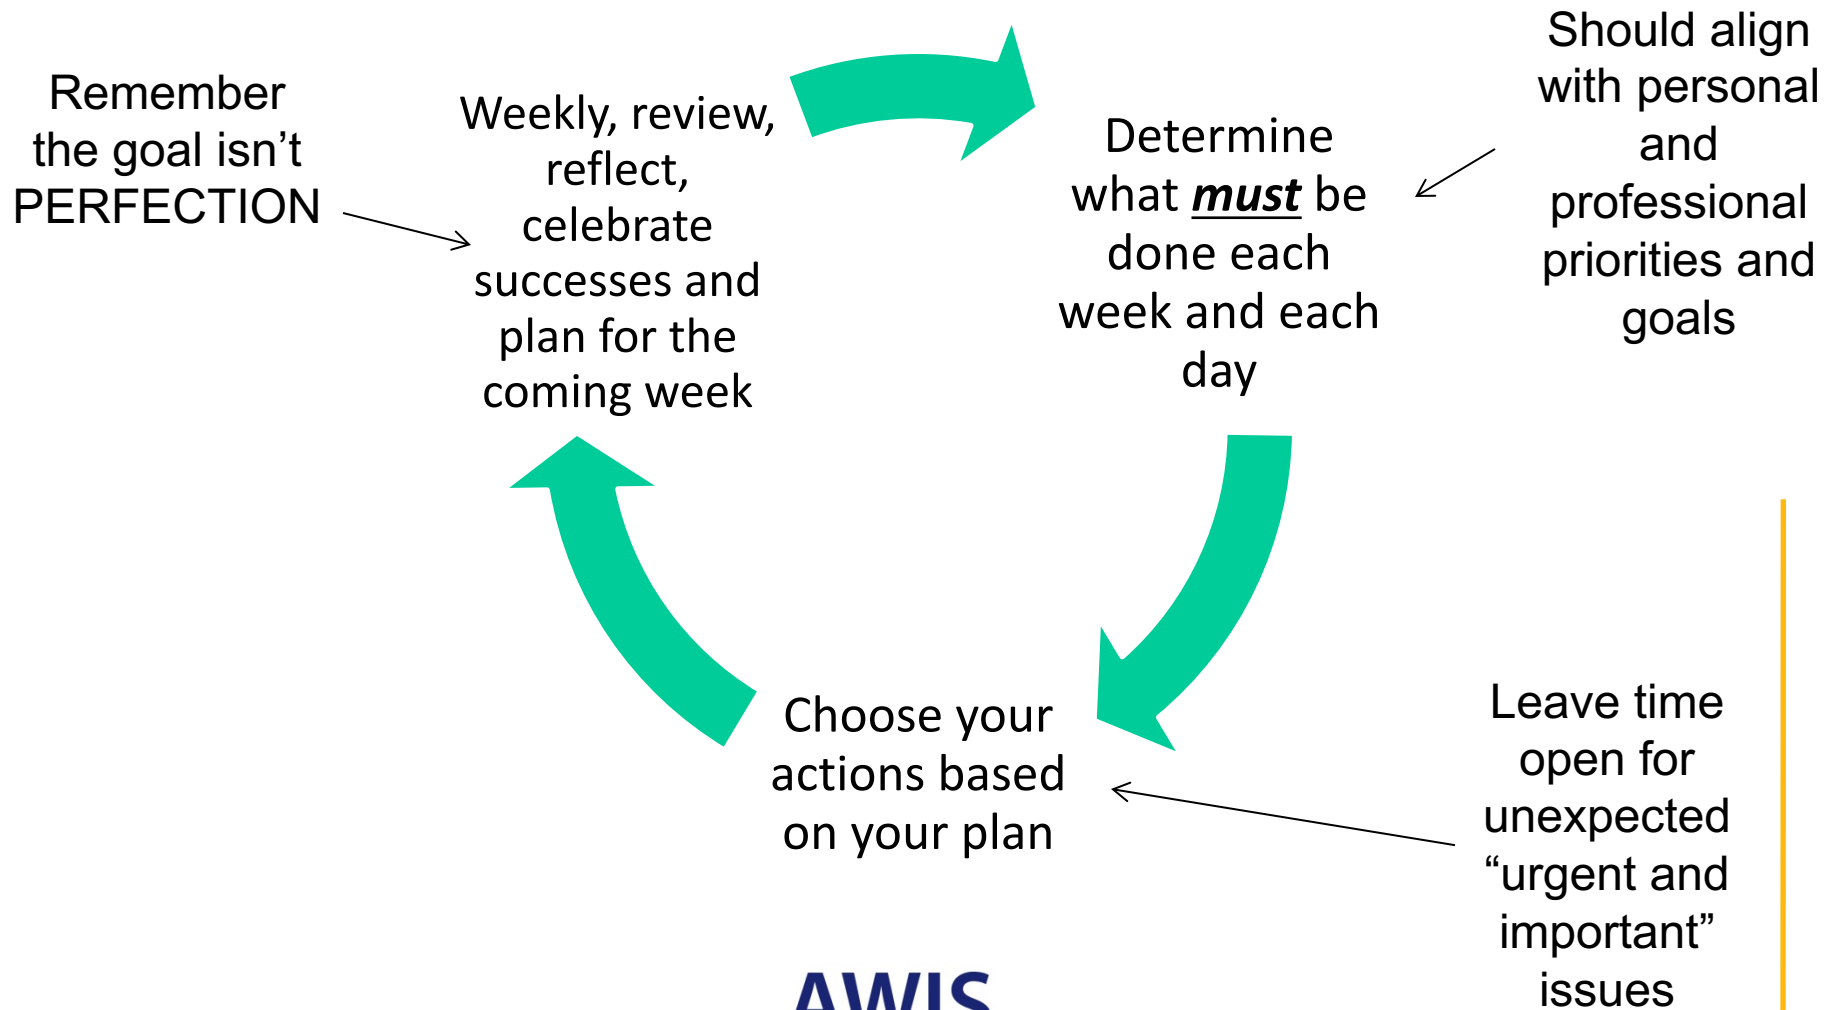 Remember
the goal isn’t
PERFECTION
Weekly, review,
reflect,
celebrate
successes and
plan for the
coming week
Determine
what must be
done each
week and each
day
Should align
with personal
and
professional
priorities and
goals
Choose your
actions based
on your plan
Leave time
open for
unexpected
“urgent and
important”
issues
AWIS